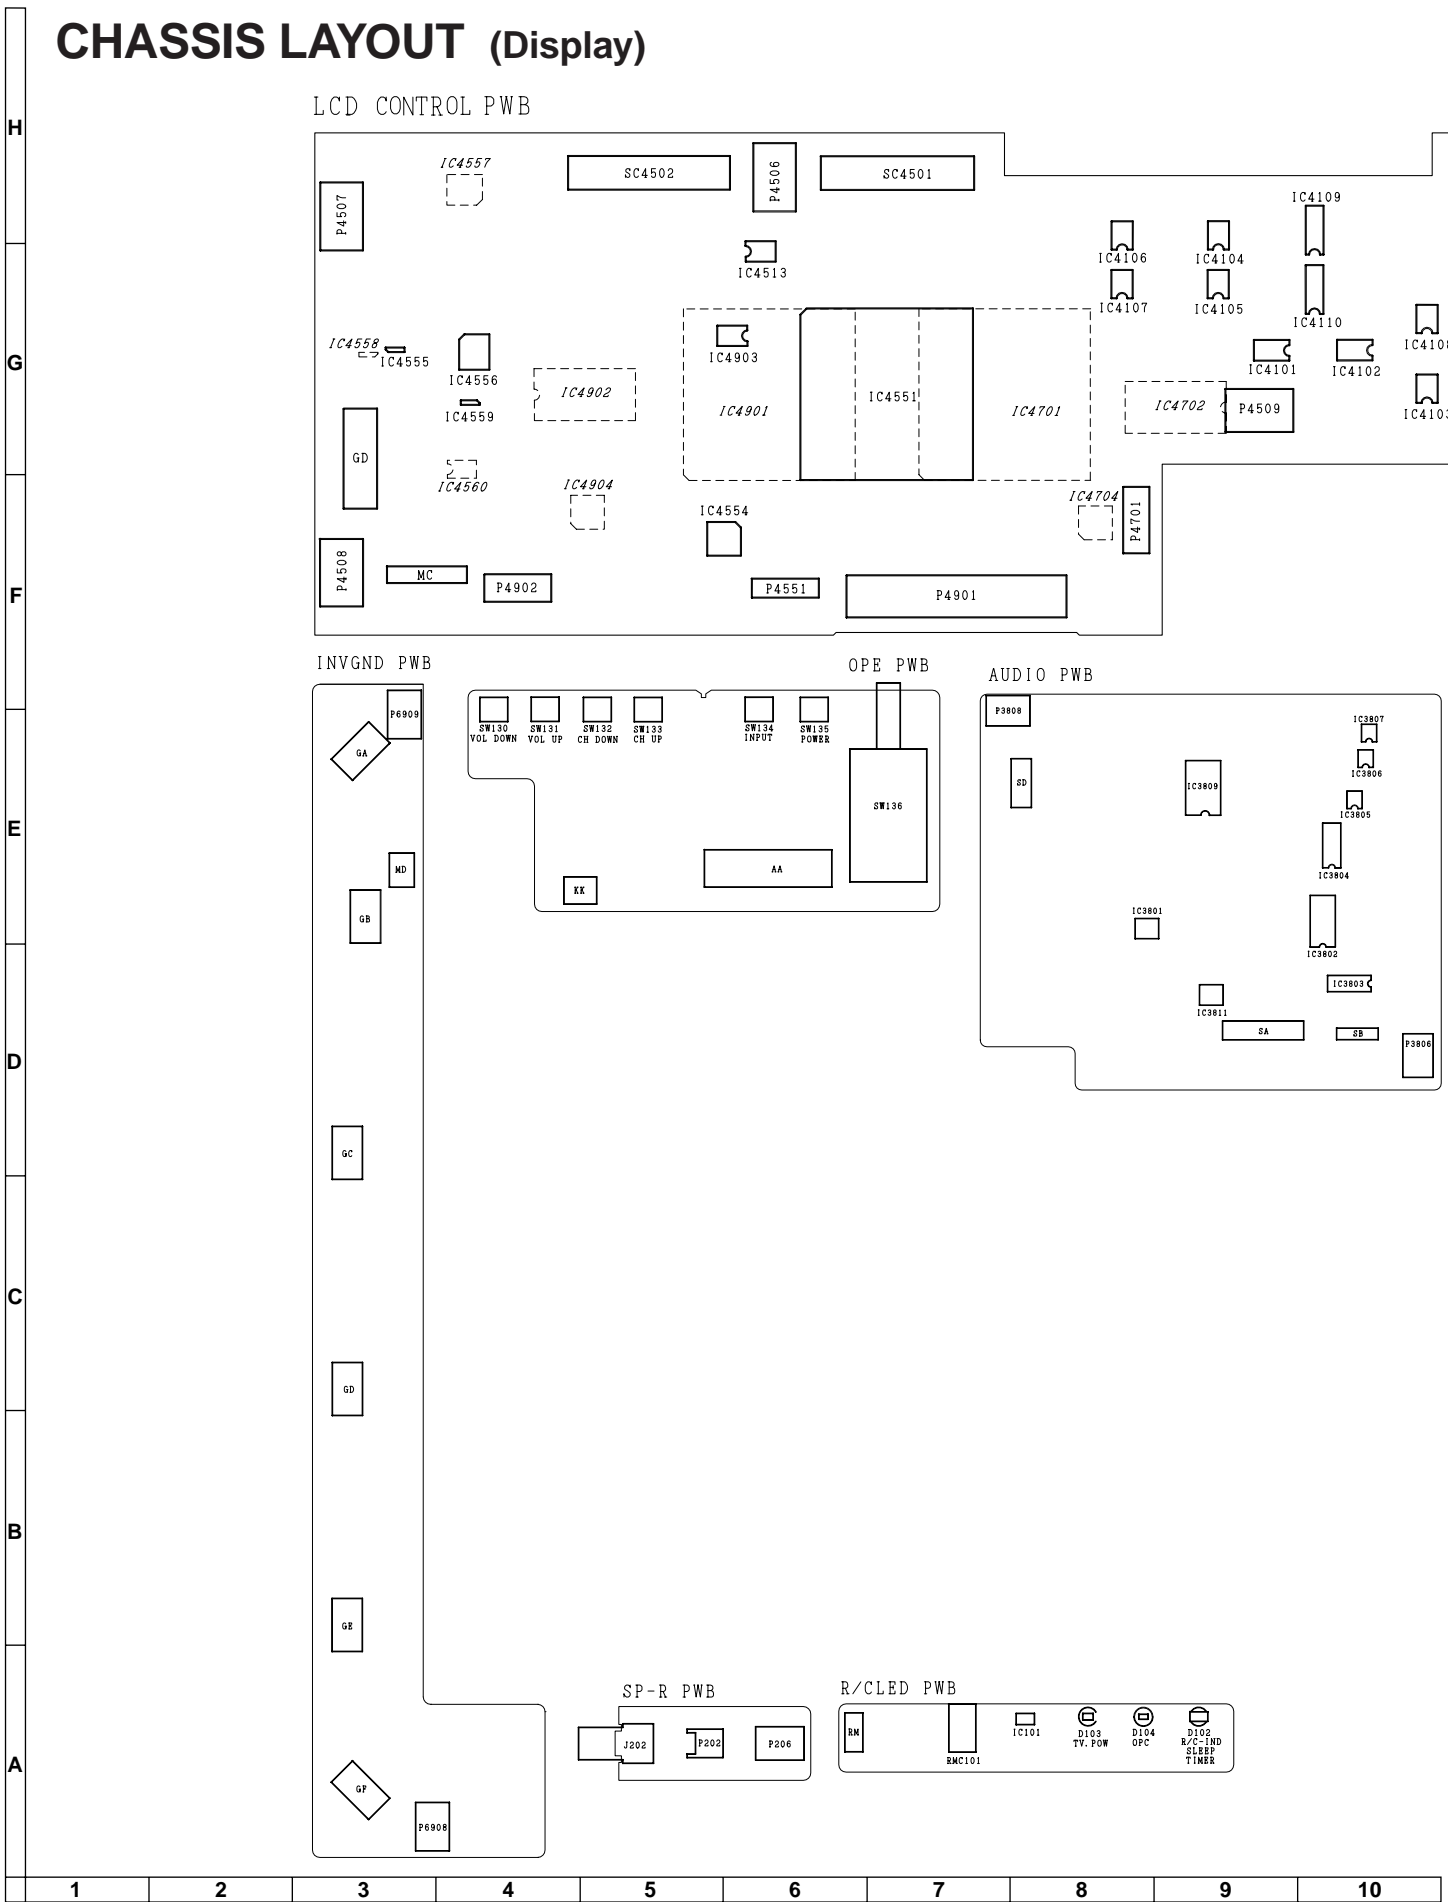 CHASSIS LAYOUT (Display)
H
LCD CONTROL PWB
IC4557
SC4502
P4506
SC4501
P4507
IC4109
IC4513
IC4106
IC4104
IC4107
IC4105
IC4110
G
IC4558
IC4555
IC4556
IC4903
IC4101
IC4102
IC4108
IC4559
IC4902
IC4901
IC4551
IC4701
IC4702
P4509
IC4103
GD
IC4560
IC4904
IC4554
IC4704
P4701
F
P4508
MC
P4902
P4551
P4901
INVGND PWB
OPE PWB
AUDIO PWB
P6909
GA
SW130
VOL DOWN
SW131
VOL UP
SW132
CH DOWN
SW133
CH UP
SW134
INPUT
SW135
POWER
P3808
IC3807
IC3806
E
SD
IC3809
IC3805
SW136
MD
KK
AA
IC3804
GB
IC3801
IC3802
IC3803
IC3811
D
SA
SB
P3806
GC
C
GD
B
GE
SP-R PWB
R/CLED PWB
A
J202
P202
P206
RM
RMC101
IC101
D103
TV.POW
D104
OPC
D102
R/C-IND
SLEEP
TIMER
GF
P6908
1 2 3 4 5 6 7 8 9 10